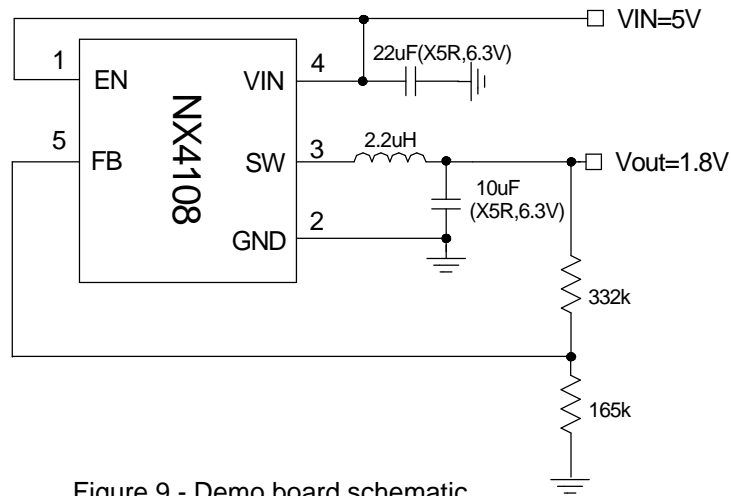 VIN=5V
22uF(X5R,6.3V)
1
4
EN
VIN
NX4108
5
2.2uH
FB
SW
3
Vout=1.8V
10uF
(X5R,6.3V)
2
GND
332k
165k
Figure 9 - Demo board schematic